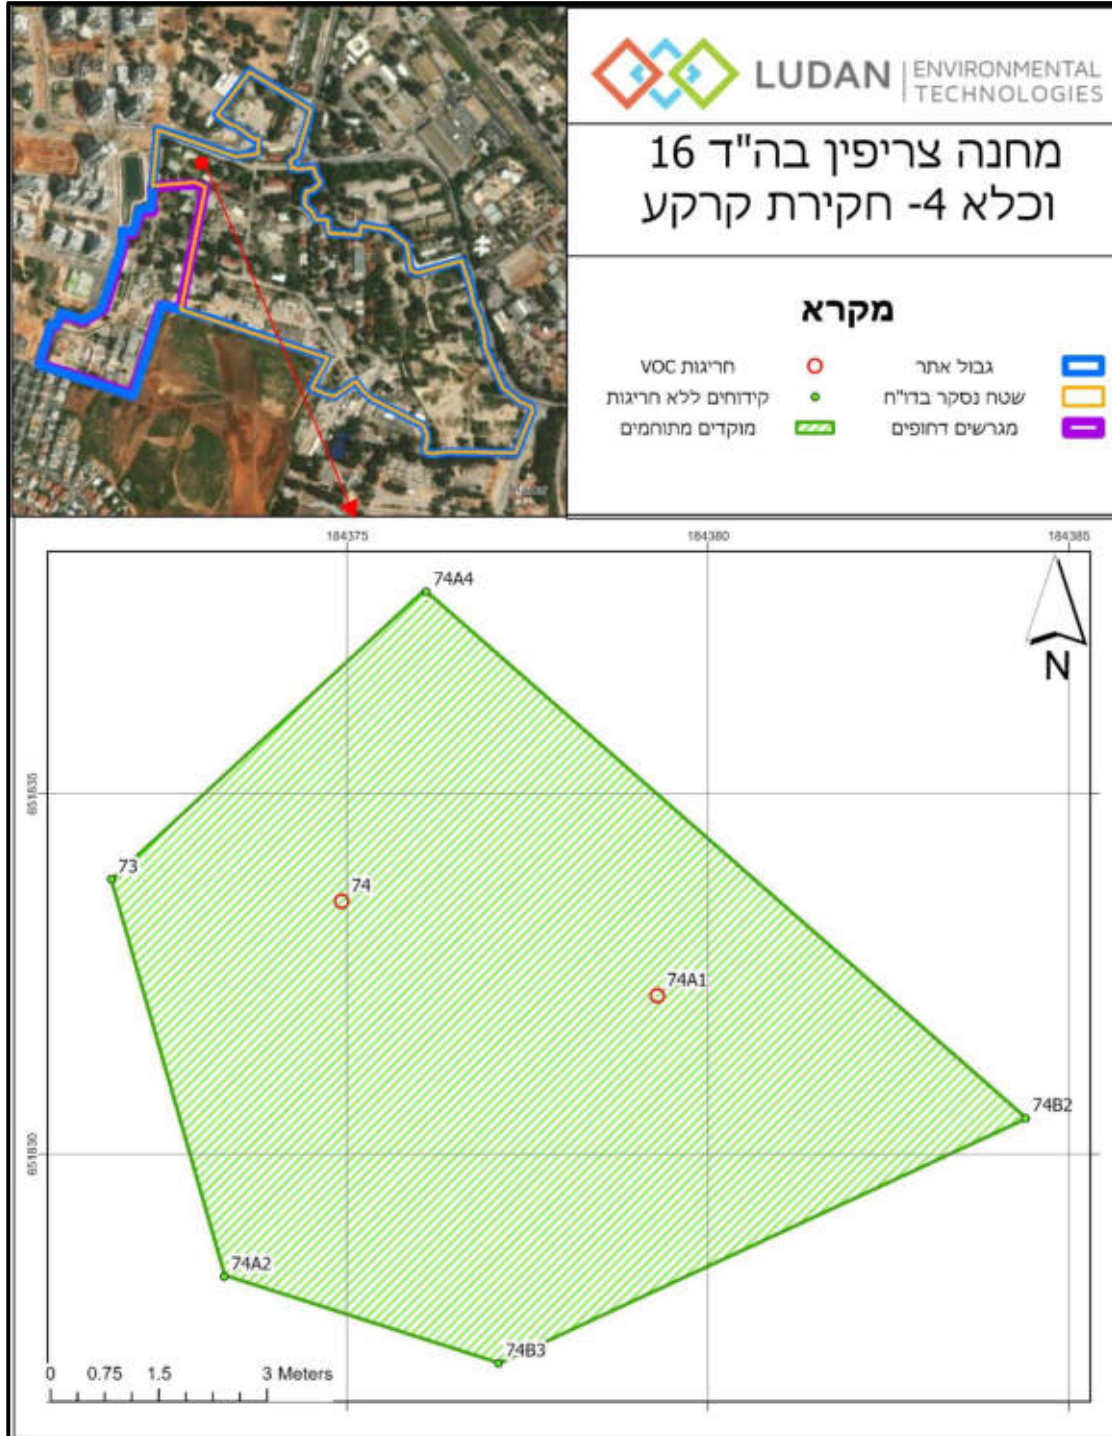 LUDAN
ENVIRONMENTAL
TECHNOLOGIES
מחנה צריפין בה"ד 16
וכלא 4- חקירת קרקע
מקרא
גבול אתר
שטח נסקר בדו"ח
מגרשים דחופים
חריגות VOC
קידוחים ללא חריגות
מוקדים מתוחמים
184375
184380
184385
74A4
N
651835
73
74
74A1
74B2
651830
74A2
74B3
0 0.75 1.5 3 Meters